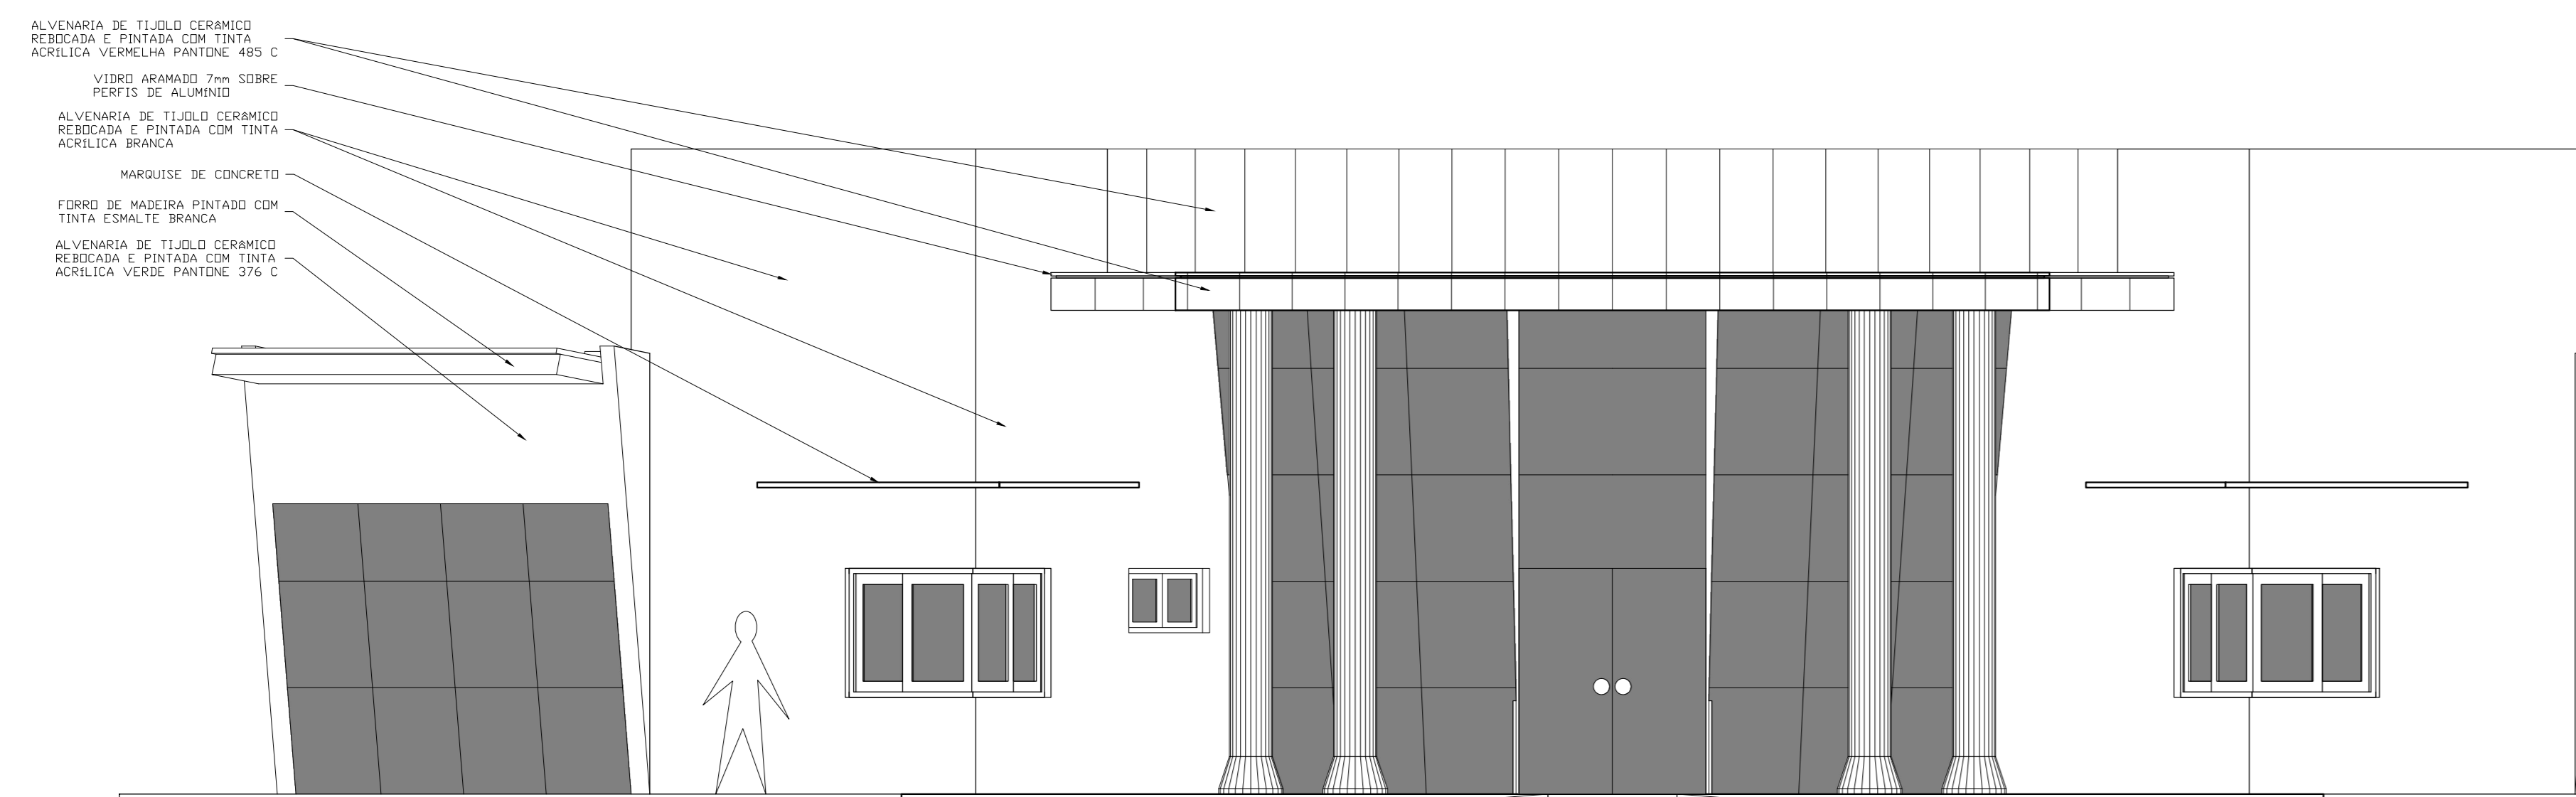 ALVENARIA DE TIJOLO CERÂMICO
REBOCADA E PINTADA COM TINTA
ACRÍLICA VERMELHA PANTONE 485 C
VIDRO ARAMADO 7mm SOBRE
PERFIS DE ALUMÍNIO
ALVENARIA DE TIJOLO CERÂMICO
REBOCADA E PINTADA COM TINTA
ACRÍLICA BRANCA
MARQUISE DE CONCRETO
FORRO DE MADEIRA PINTADO COM
TINTA ESMALTE BRANCA
ALVENARIA DE TIJOLO CERÂMICO
REBOCADA E PINTADA COM TINTA
ACRÍLICA VERDE PANTONE 376 C